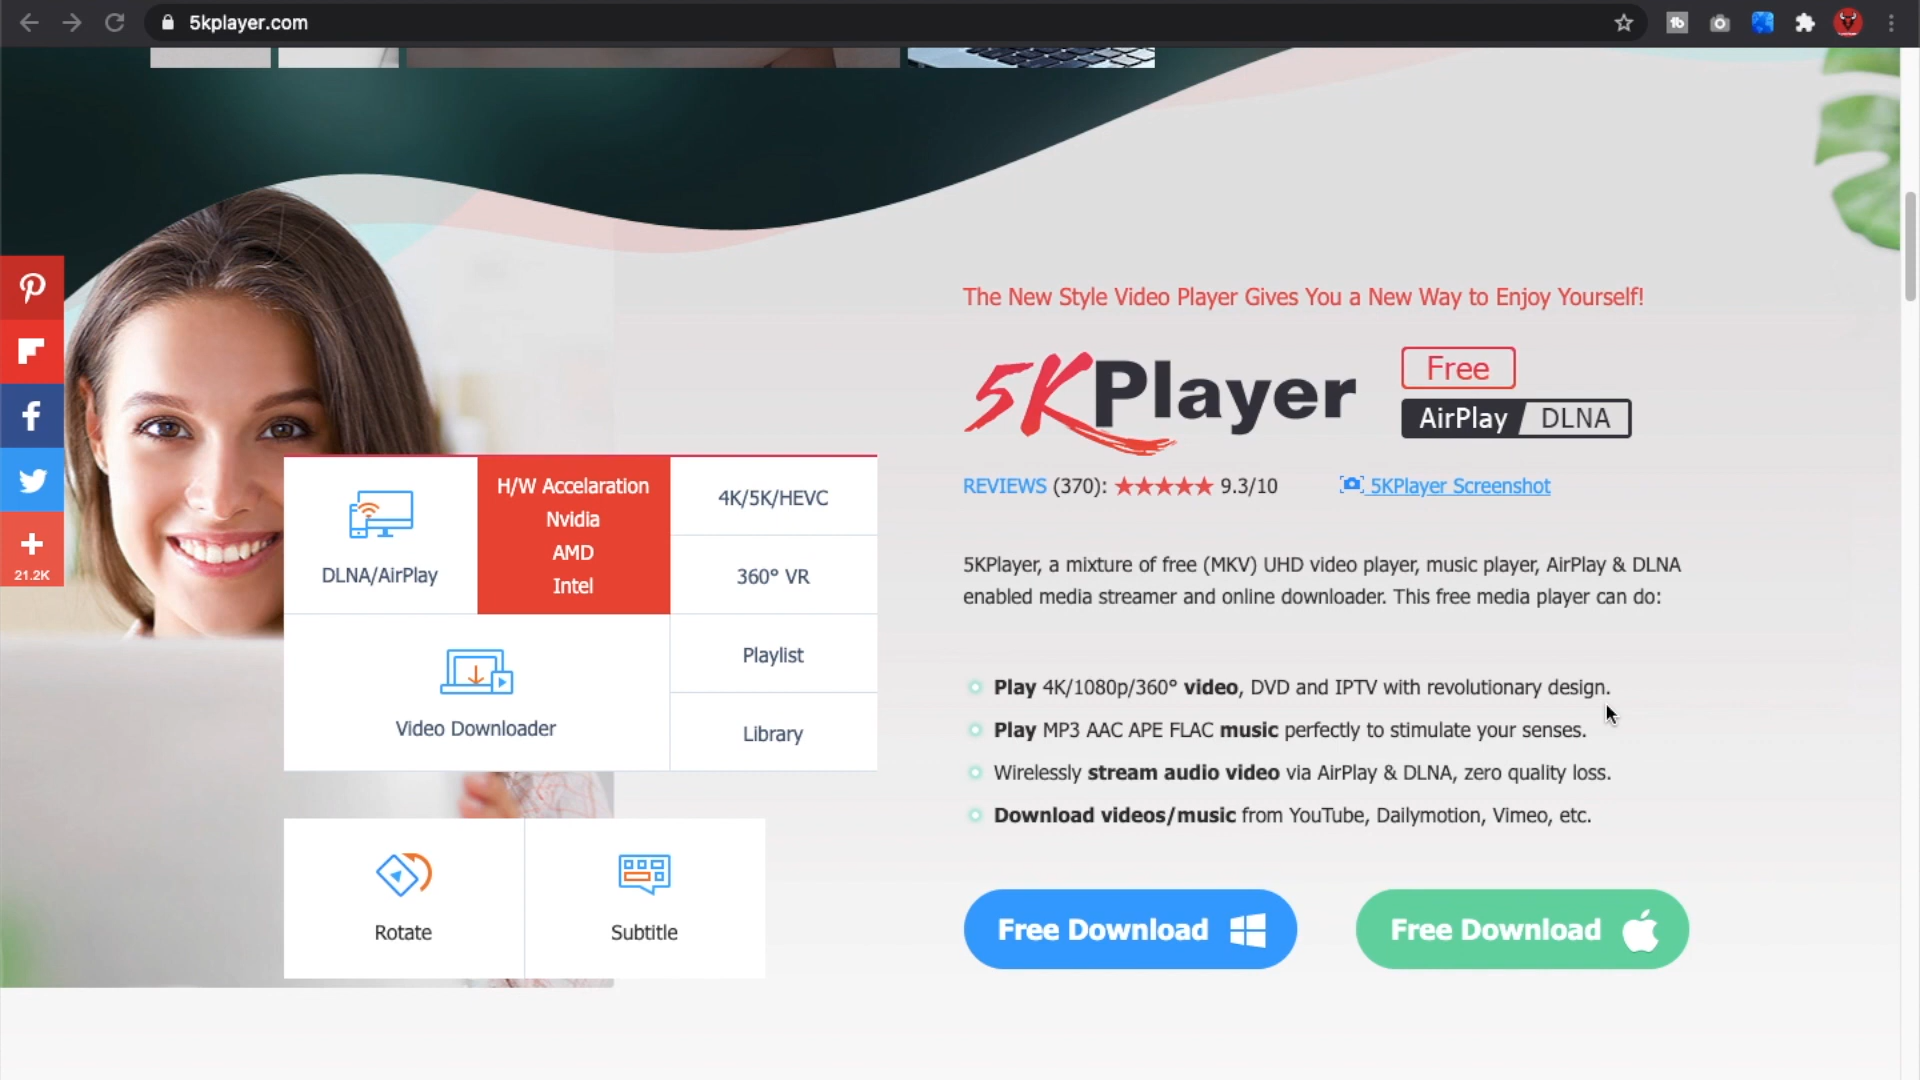 5kplayer.com
21.2K
DLNA/AirPlay
H/W Accelaration
Nvidia
AMD
Intel
4K/5K/HEVC
360° VR
Video Downloader
Playlist
Library
Rotate
Subtitle
The New Style Video Player Gives You a New Way to Enjoy Yourself!
5KPlayer
Free
AirPlay DLNA
REVIEWS (370): ★★★★★ 9.3/10 5KPlayer Screenshot
5KPlayer, a mixture of free (MKV) UHD video player, music player, AirPlay & DLNA
enabled media streamer and online downloader. This free media player can do:
Play 4K/1080p/360° video, DVD and IPTV with revolutionary design.
Play MP3 AAC APE FLAC music perfectly to stimulate your senses.
Wirelessly stream audio video via AirPlay & DLNA, zero quality loss.
Download videos/music from YouTube, Dailymotion, Vimeo, etc.
Free Download
Free Download